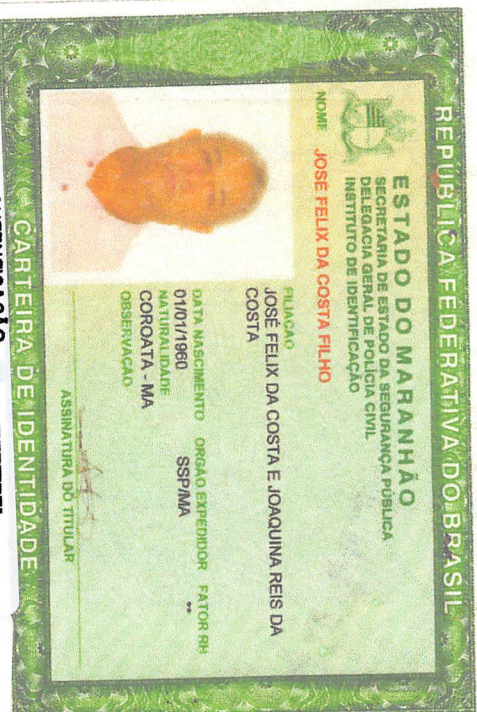 REPÚBLICA FEDERATIVA DO BRASIL
ESTADO DO MARANHÃO
SECRETARIA DE ESTADO DA SEGURANÇA PÚBLICA
DELEGACIA GERAL DE POLÍCIA CIVIL
INSTITUTO DE IDENTIFICAÇÃO
NOME JOSÉ FELIX DA COSTA FILHO
FILIAÇÃO
JOSÉ FELIX DA COSTA E JOAQUINA REIS DA
COSTA
DATA NASCIMENTO ORGÃO EXPEDIDOR FATOR RH
01/01/1960 SSP/MA **
NATURALIDADE
COROATA - MA
OBSERVAÇÃO
ASSINATURA DO TITULAR
CARTEIRA DE IDENTIDADE